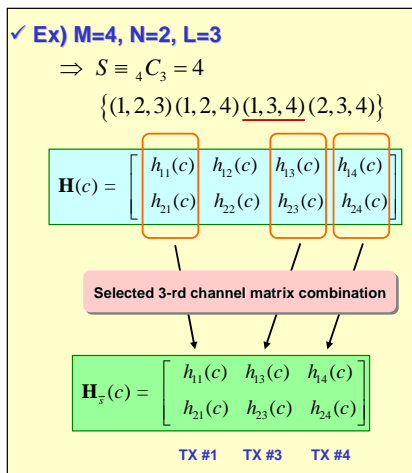 ✓ Ex) M=4, N=2, L=3
⇒ S ≡ ₄C₃ = 4
{(1, 2, 3)(1, 2, 4)(1, 3, 4)(2, 3, 4)}
H(c) = [ h₁₁(c) h₁₂(c) h₁₃(c) h₁₄(c)
h₂₁(c) h₂₂(c) h₂₃(c) h₂₄(c) ]
Selected 3-rd channel matrix combination
H_s̄(c) = [ h₁₁(c) h₁₃(c) h₁₄(c)
h₂₁(c) h₂₃(c) h₂₄(c) ]
TX #1 TX #3 TX #4